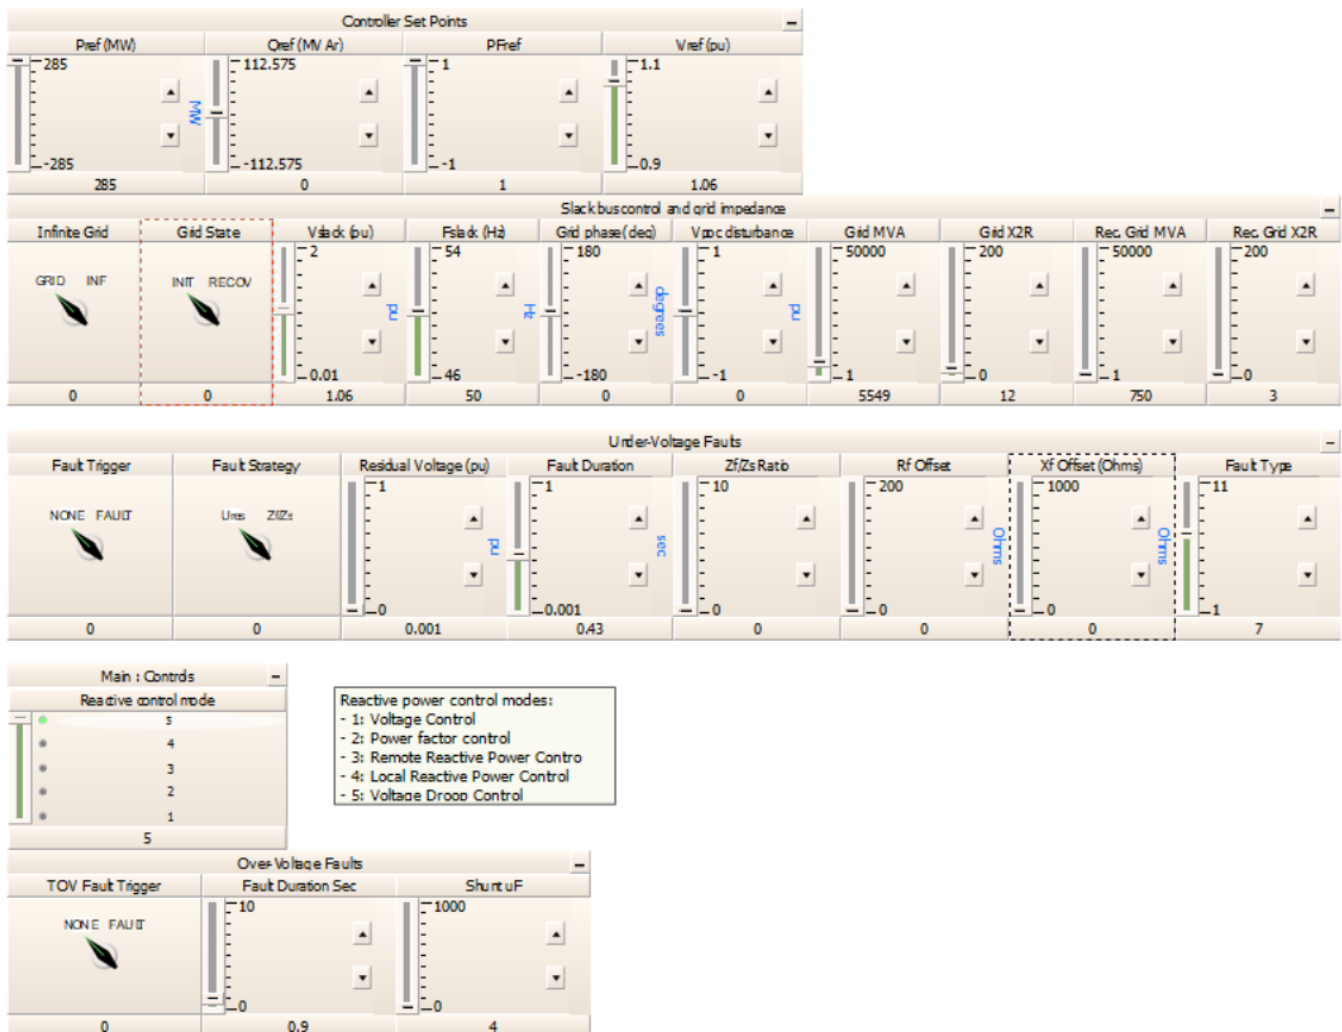 Controller Set Points
Pref (MW) Qref (MV Ar) PFref Vref (pu)
285 112.575 1 1.1
MW
-285 -112.575 -1 0.9
285 0 1 1.06
Slack bus control and grid impedance
Infinite Grid Grid State Vslack (pu) Fslack (Hz) Grid phase (deg) Vpoc disturbance Grid MVA Grid X2R Rec. Grid MVA Rec. Grid X2R
2 54 180 1 50000 200 50000 200
GRID INF INIT RECOV
pu Hz degrees pu
0.01 46 -180 -1 1 0 1 0
0 0 1.06 50 0 0 5549 12 750 3
Under-Voltage Faults
Fault Trigger Fault Strategy Residual Voltage (pu) Fault Duration Zf/Zs Ratio Rf Offset Xf Offset (Ohms) Fault Type
1 1 10 200 1000 11
NONE FAULT Ures Zf/Zs
pu sec Ohms Ohms
0 0.001 0 0 0 1
0 0 0.001 0.43 0 0 0 7
Main : Controls
Reactive control mode
5
4
3
2
1
5
Reactive power control modes:
- 1: Voltage Control
- 2: Power factor control
- 3: Remote Reactive Power Contro
- 4: Local Reactive Power Control
- 5: Voltage Droop Control
Over-Voltage Faults
TOV Fault Trigger Fault Duration Sec Shunt uF
10 1000
NONE FAULT
0 0
0 0.9 4